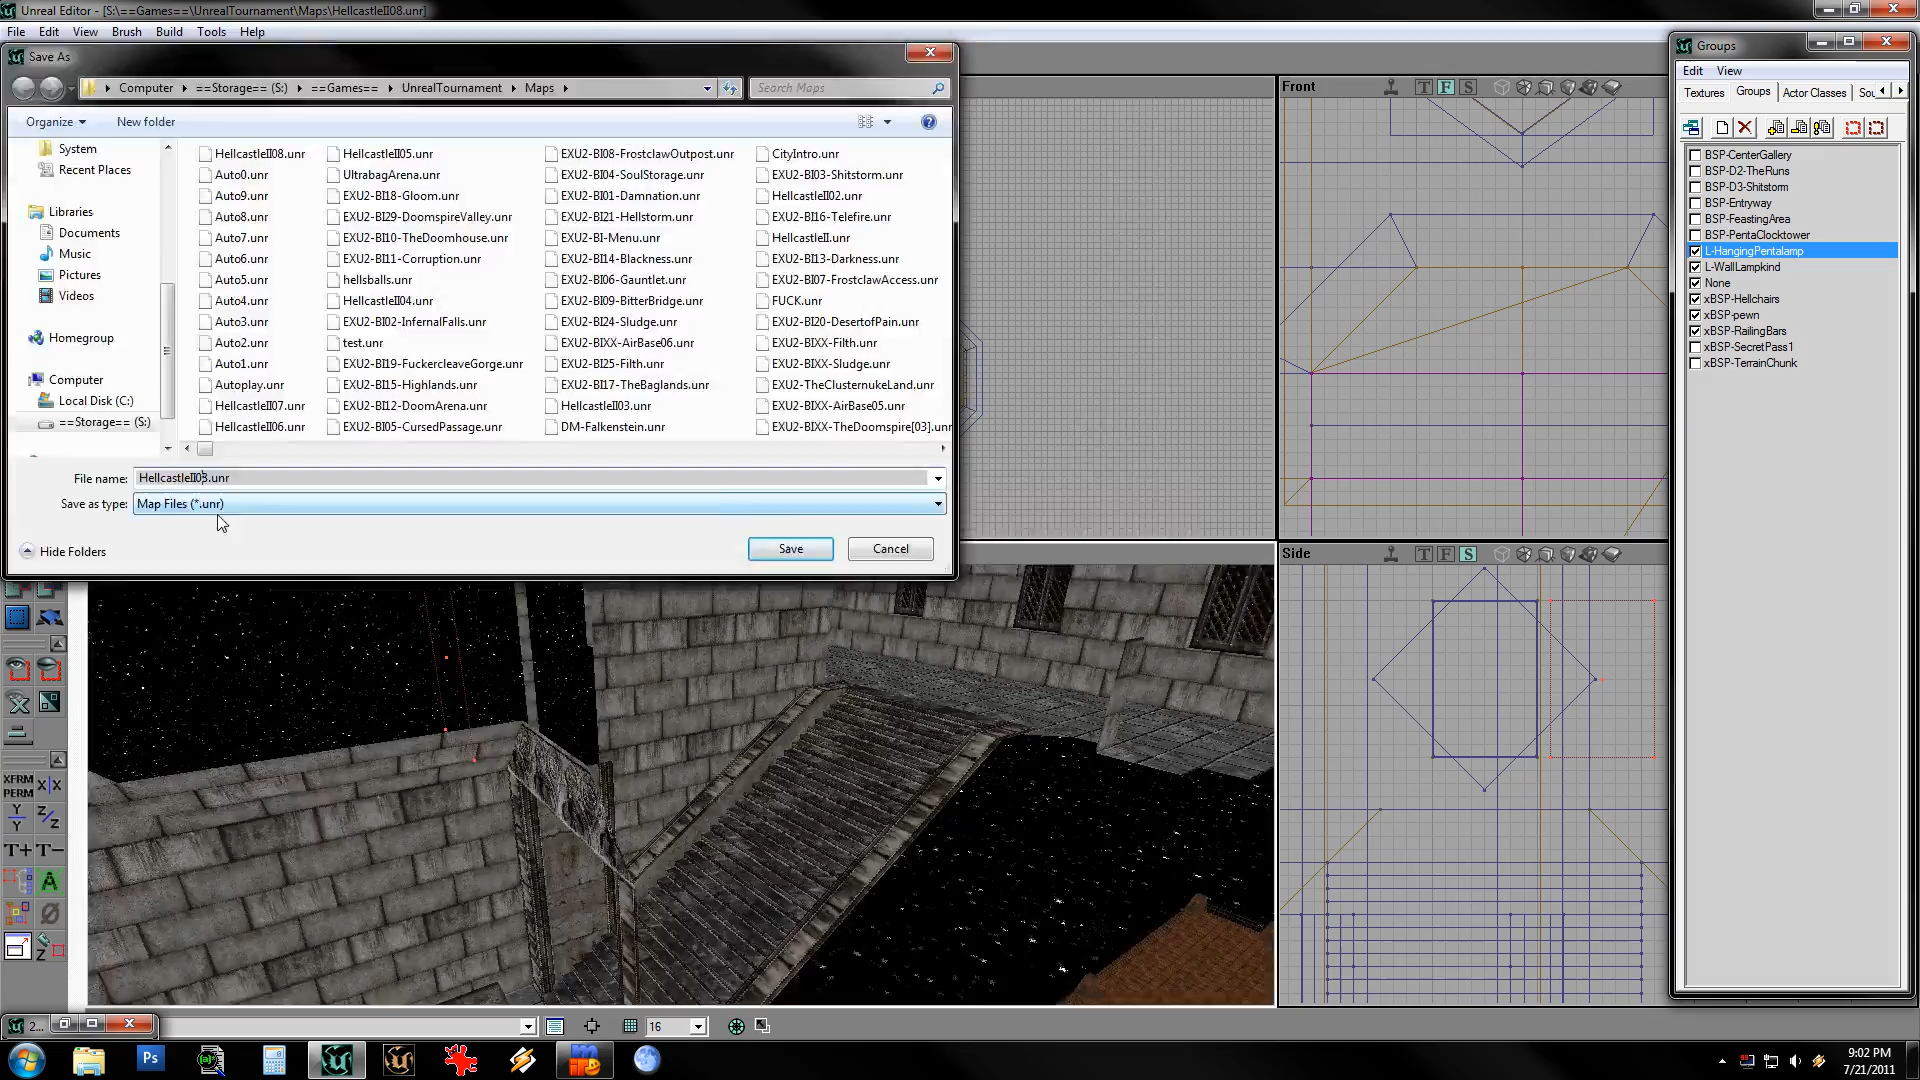 Unreal Editor - [S:\==Games==\UnrealTournament\Maps\HellcastleII08.unr]
File Edit View Brush Build Tools Help
Save As
Computer ==Storage== (S:) ==Games== UnrealTournament Maps
Search Maps
Organize New folder
System
Recent Places
Libraries
Documents
Music
Pictures
Videos
Homegroup
Computer
Local Disk (C:)
==Storage== (S:)
HellcastleII08.unr HellcastleII05.unr EXU2-BI08-FrostclawOutpost.unr CityIntro.unr
Auto0.unr UltrabagArena.unr EXU2-BI04-SoulStorage.unr EXU2-BI03-Shitstorm.unr
Auto9.unr EXU2-BI18-Gloom.unr EXU2-BI01-Damnation.unr HellcastleII02.unr
Auto8.unr EXU2-BI29-DoomspireValley.unr EXU2-BI21-Hellstorm.unr EXU2-BI16-Telefire.unr
Auto7.unr EXU2-BI10-TheDoomhouse.unr EXU2-BI-Menu.unr HellcastleII.unr
Auto6.unr EXU2-BI11-Corruption.unr EXU2-BI14-Blackness.unr EXU2-BI13-Darkness.unr
Auto5.unr hellsballs.unr EXU2-BI06-Gauntlet.unr EXU2-BI07-FrostclawAccess.unr
Auto4.unr HellcastleII04.unr EXU2-BI09-BitterBridge.unr FUCK.unr
Auto3.unr EXU2-BI02-InfernalFalls.unr EXU2-BI24-Sludge.unr EXU2-BI20-DesertofPain.unr
Auto2.unr test.unr EXU2-BIXX-AirBase06.unr EXU2-BIXX-Filth.unr
Auto1.unr EXU2-BI19-FuckercleaveGorge.unr EXU2-BI25-Filth.unr EXU2-BIXX-Sludge.unr
Autoplay.unr EXU2-BI15-Highlands.unr EXU2-BI17-TheBaglands.unr EXU2-TheClusternukeLand.unr
HellcastleII07.unr EXU2-BI12-DoomArena.unr HellcastleII03.unr EXU2-BIXX-AirBase05.unr
HellcastleII06.unr EXU2-BI05-CursedPassage.unr DM-Falkenstein.unr EXU2-BIXX-TheDoomspire[03].unr
File name: HellcastleII08.unr
Save as type: Map Files (*.unr)
Hide Folders
Save Cancel
Front T F S
Side T F S
Groups
Edit View
Textures Groups Actor Classes Sou
BSP-CenterGallery
BSP-D2-TheRuns
BSP-D3-Shitstorm
BSP-Entryway
BSP-FeastingArea
BSP-PentaClocktower
L-HangingPentalamp
L-WallLampkind
None
xBSP-Hellchairs
xBSP-pewn
xBSP-RailingBars
xBSP-SecretPass1
xBSP-TerrainChunk
XFRM
PERM
T+ T-
2...
16
Ps
9:02 PM
7/21/2011